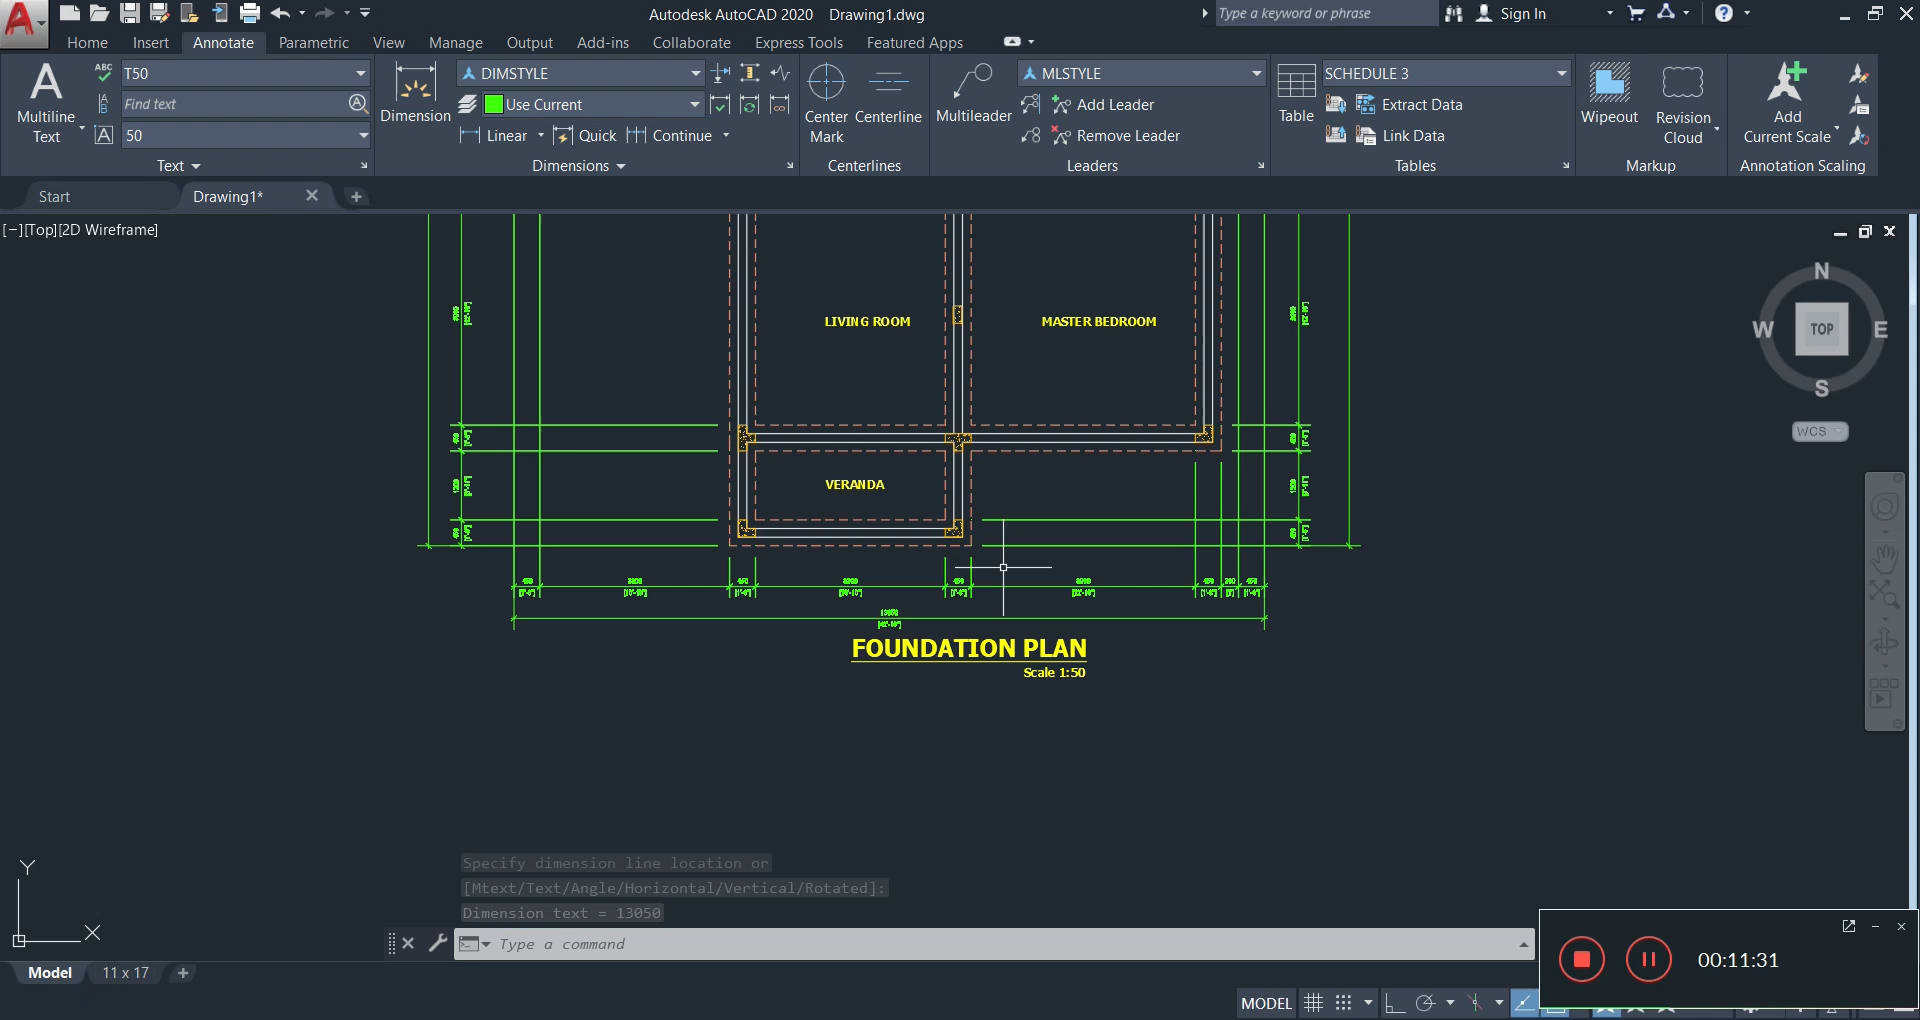 Autodesk AutoCAD 2020 Drawing1.dwg
Type a keyword or phrase
Sign In
Home Insert Annotate Parametric View Manage Output Add-ins Collaborate Express Tools Featured Apps
Multiline Text
ABC
T50
Find text
50
Text
Dimension
DIMSTYLE
Use Current
Linear
Quick
Continue
Dimensions
Center Mark
Centerline
Centerlines
Multileader
MLSTYLE
Add Leader
Remove Leader
Leaders
Table
SCHEDULE 3
Extract Data
Link Data
Tables
Wipeout
Revision Cloud
Markup
Add Current Scale
Annotation Scaling
Start
Drawing1*
[−][Top][2D Wireframe]
N
W TOP E
S
WCS
LIVING ROOM
MASTER BEDROOM
VERANDA
13050
FOUNDATION PLAN
Scale 1:50
Y
X
Specify dimension line location or
[Mtext/Text/Angle/Horizontal/Vertical/Rotated]:
Dimension text = 13050
Type a command
00:11:31
Model
11 x 17
MODEL